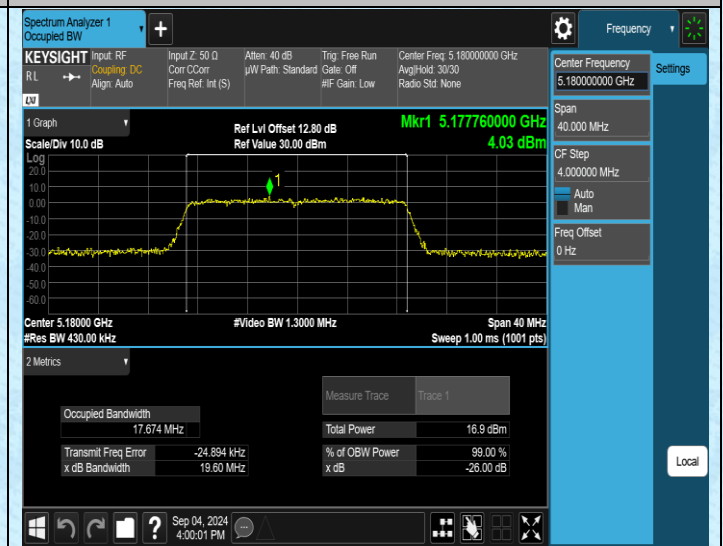 Spectrum Analyzer 1
Occupied BW
+
Frequency
KEYSIGHT
RL
LXI
Input: RF
Coupling: DC
Align: Auto
Input Z: 50 Ω
Corr CCorr
Freq Ref: Int (S)
Atten: 40 dB
µW Path: Standard
Trig: Free Run
Gate: Off
#IF Gain: Low
Center Freq: 5.180000000 GHz
Avg|Hold: 30/30
Radio Std: None
Center Frequency
5.180000000 GHz
Settings
Span
40.000 MHz
CF Step
4.000000 MHz
Auto
Man
Freq Offset
0 Hz
1 Graph
Scale/Div 10.0 dB
Ref Lvl Offset 12.80 dB
Ref Value 30.00 dBm
Mkr1 5.177760000 GHz
4.03 dBm
Log
20.0
10.0
0.00
-10.0
-20.0
-30.0
-40.0
-50.0
-60.0
1
Center 5.18000 GHz
#Res BW 430.00 kHz
#Video BW 1.3000 MHz
Span 40 MHz
Sweep 1.00 ms (1001 pts)
2 Metrics
Measure Trace Trace 1
Occupied Bandwidth
17.674 MHz
Total Power 16.9 dBm
Transmit Freq Error -24.894 kHz
% of OBW Power 99.00 %
x dB Bandwidth 19.60 MHz
x dB -26.00 dB
Local
?
Sep 04, 2024
4:00:01 PM